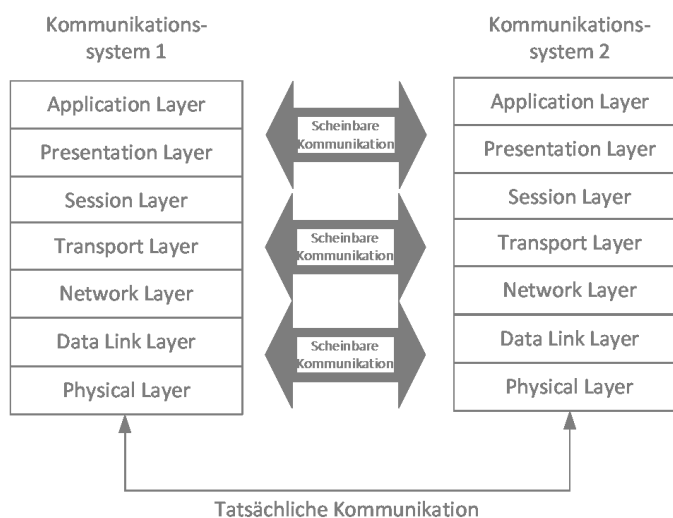 Kommunikations-
system 1
Kommunikations-
system 2
Application Layer
Presentation Layer
Session Layer
Transport Layer
Network Layer
Data Link Layer
Physical Layer
Scheinbare
Kommunikation
Scheinbare
Kommunikation
Scheinbare
Kommunikation
Application Layer
Presentation Layer
Session Layer
Transport Layer
Network Layer
Data Link Layer
Physical Layer
Tatsächliche Kommunikation